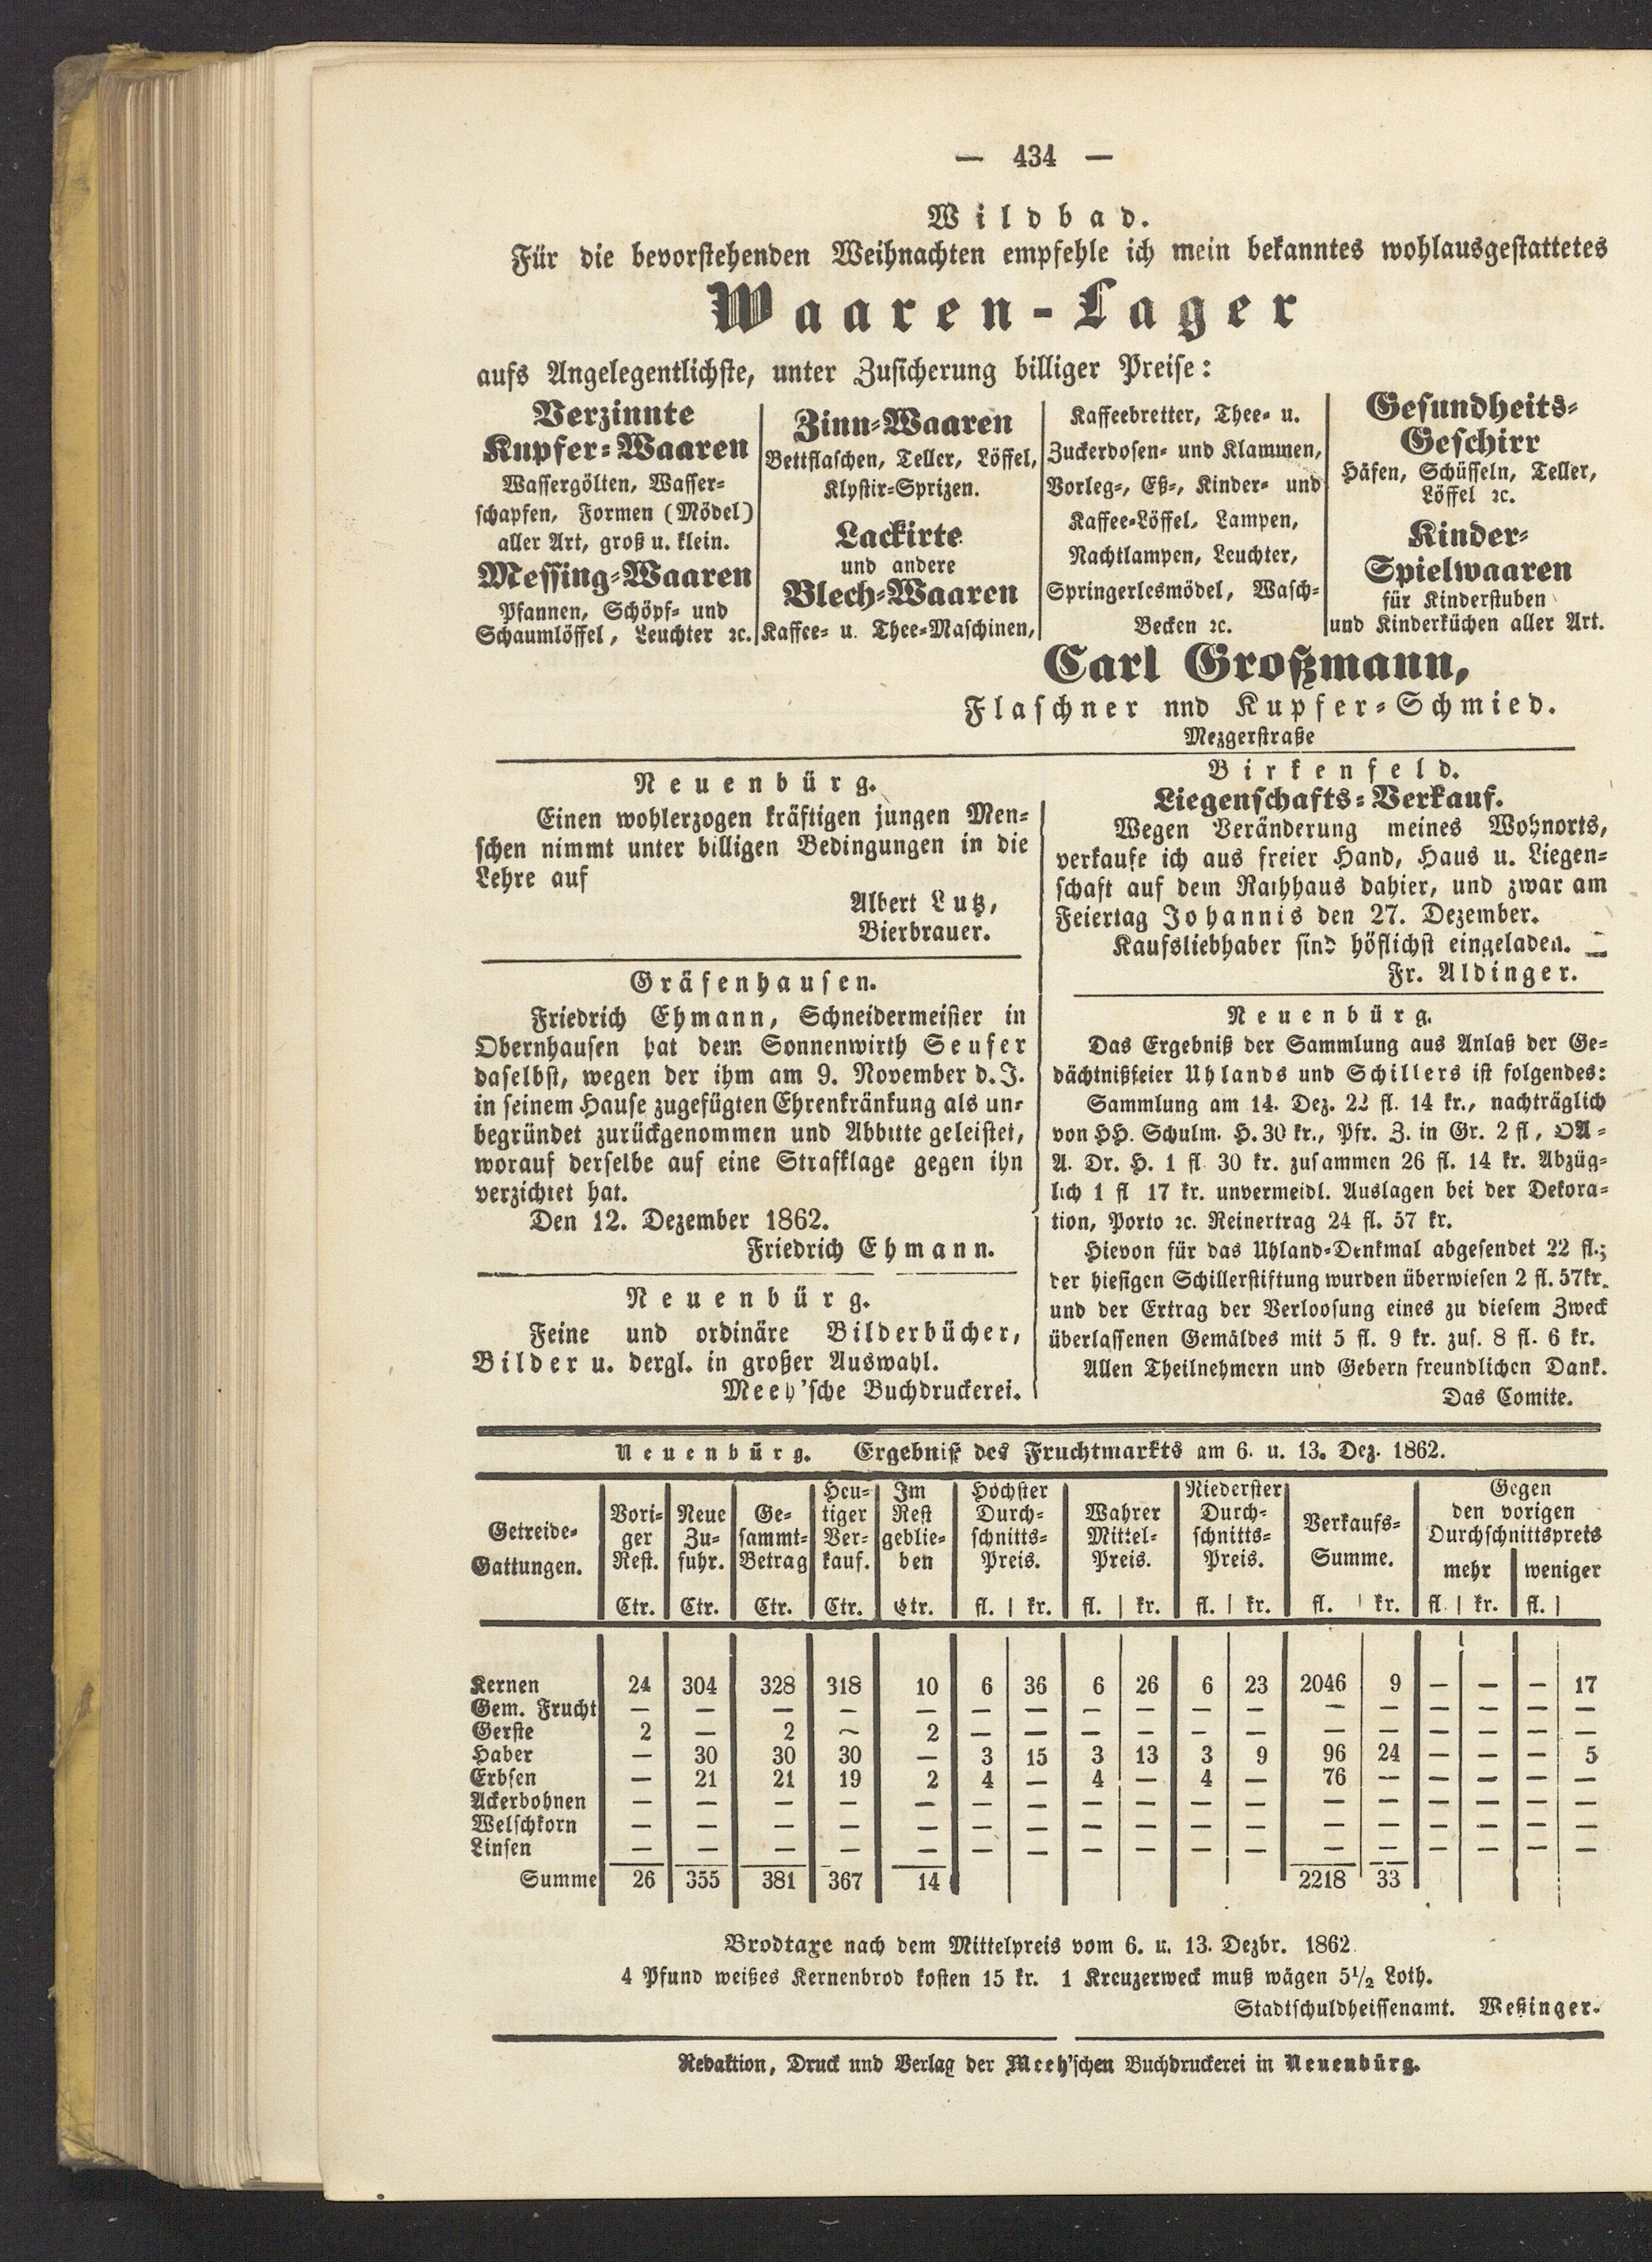 — 434 —
Wildbad.
Für die bevorstehenden Weihnachten empfehle ich mein bekanntes wohlausgestattetes
Waaren-Lager
aufs Angelegentlichste, unter Zusicherung billiger Preise:
Verzinnte
Kupfer-Waaren
Wassergölten, Wasser-
schapfen, Formen (Mödel)
aller Art, groß u. klein.
Messing-Waaren
Pfannen, Schöpf- und
Schaumlöffel, Leuchter ꝛc.
Zinn-Waaren
Bettflaschen, Teller, Löffel,
Klystir-Sprizen.
Lackirte
und andere
Blech-Waaren
Kaffee- u. Thee-Maschinen,
Kaffeebretter, Thee- u.
Zuckerdosen- und Klammen,
Vorleg-, Eß-, Kinder- und
Kaffee-Löffel, Lampen,
Nachtlampen, Leuchter,
Springerlesmödel, Wasch-
Becken ꝛc.
Gesundheits-
Geschirr
Häfen, Schüsseln, Teller,
Löffel ꝛc.
Kinder-
Spielwaaren
für Kinderstuben
und Kinderküchen aller Art.
Carl Großmann,
Flaschner nnd Kupfer-Schmied.
Mezgerstraße
Neuenbürg.
Einen wohlerzogen kräftigen jungen Men-
schen nimmt unter billigen Bedingungen in die
Lehre auf
Albert Lutz,
Bierbrauer.
Gräfenhausen.
Friedrich Ehmann, Schneidermeister in
Obernhausen hat dem Sonnenwirth Seufer
daselbst, wegen der ihm am 9. November d. J.
in seinem Hause zugefügten Ehrenkränkung als un-
begründet zurückgenommen und Abbitte geleistet,
worauf derselbe auf eine Strafklage gegen ihn
verzichtet hat.
Den 12. Dezember 1862.
Friedrich Ehmann.
Neuenbürg.
Feine und ordinäre Bilderbücher,
Bilder u. dergl. in großer Auswahl.
Meeh'sche Buchdruckerei.
Birkenfeld.
Liegenschafts-Verkauf.
Wegen Veränderung meines Wohnorts,
verkaufe ich aus freier Hand, Haus u. Liegen-
schaft auf dem Rathhaus dahier, und zwar am
Feiertag Johannis den 27. Dezember.
Kaufsliebhaber sind höflichst eingeladen.
Fr. Aldinger.
Neuenbürg.
Das Ergebniß der Sammlung aus Anlaß der Ge-
dächtnißfeier Uhlands und Schillers ist folgendes:
Sammlung am 14. Dez. 22 fl. 14 kr., nachträglich
von HH. Schulm. H. 30 kr., Pfr. Z. in Gr. 2 fl, OA-
A. Dr. H. 1 fl 30 kr. zusammen 26 fl. 14 kr. Abzüg-
lich 1 fl 17 kr. unvermeidl. Auslagen bei der Dekora-
tion, Porto ꝛc. Reinertrag 24 fl. 57 kr.
Hievon für das Uhland-Denkmal abgesendet 22 fl.;
der hiesigen Schillerstiftung wurden überwiesen 2 fl. 57kr.
und der Ertrag der Verloosung eines zu diesem Zweck
überlassenen Gemäldes mit 5 fl. 9 kr. zus. 8 fl. 6 kr.
Allen Theilnehmern und Gebern freundlichen Dank.
Das Comite.
Neuenbürg. Ergebniß des Fruchtmarkts am 6. u. 13. Dez. 1862.
Getreide-Gattungen. | Voriger Rest. | Neue Zufuhr. | Gesammt-Betrag | Heutiger Verkauf. | Im Rest geblieben | Höchster Durchschnitts-Preis. | Wahrer Mittel-Preis. | Niederster Durchschnitts-Preis. | Verkaufs-Summe. | Gegen den vorigen Durchschnittspreis mehr | weniger
Ctr. | Ctr. | Ctr. | Ctr. | Ctr. | fl. | kr. | fl. | kr. | fl. | kr. | fl. | kr. | fl | kr. | fl. |
Kernen 24 304 328 318 10 6 36 6 26 6 23 2046 9 — — — 17
Gem. Frucht — — — — — — — — — — — — — — — — —
Gerste 2 — 2 ~ 2 — — — — — — — — — — — —
Haber — 30 30 30 — 3 15 3 13 3 9 96 24 — — — 5
Erbsen — 21 21 19 2 4 — 4 — 4 — 76 — — — — —
Ackerbohnen — — — — — — — — — — — — — — — — —
Welschkorn — — — — — — — — — — — — — — — — —
Linsen — — — — — — — — — — — — — — — — —
Summe 26 355 381 367 14 2218 33
Brodtaxe nach dem Mittelpreis vom 6. u. 13. Dezbr. 1862.
4 Pfund weißes Kernenbrod kosten 15 kr. 1 Kreuzerweck muß wägen 5½ Loth.
Stadtschuldheissenamt. Weßinger.
Redaktion, Druck und Verlag der Meeh'schen Buchdruckerei in Neuenbürg.